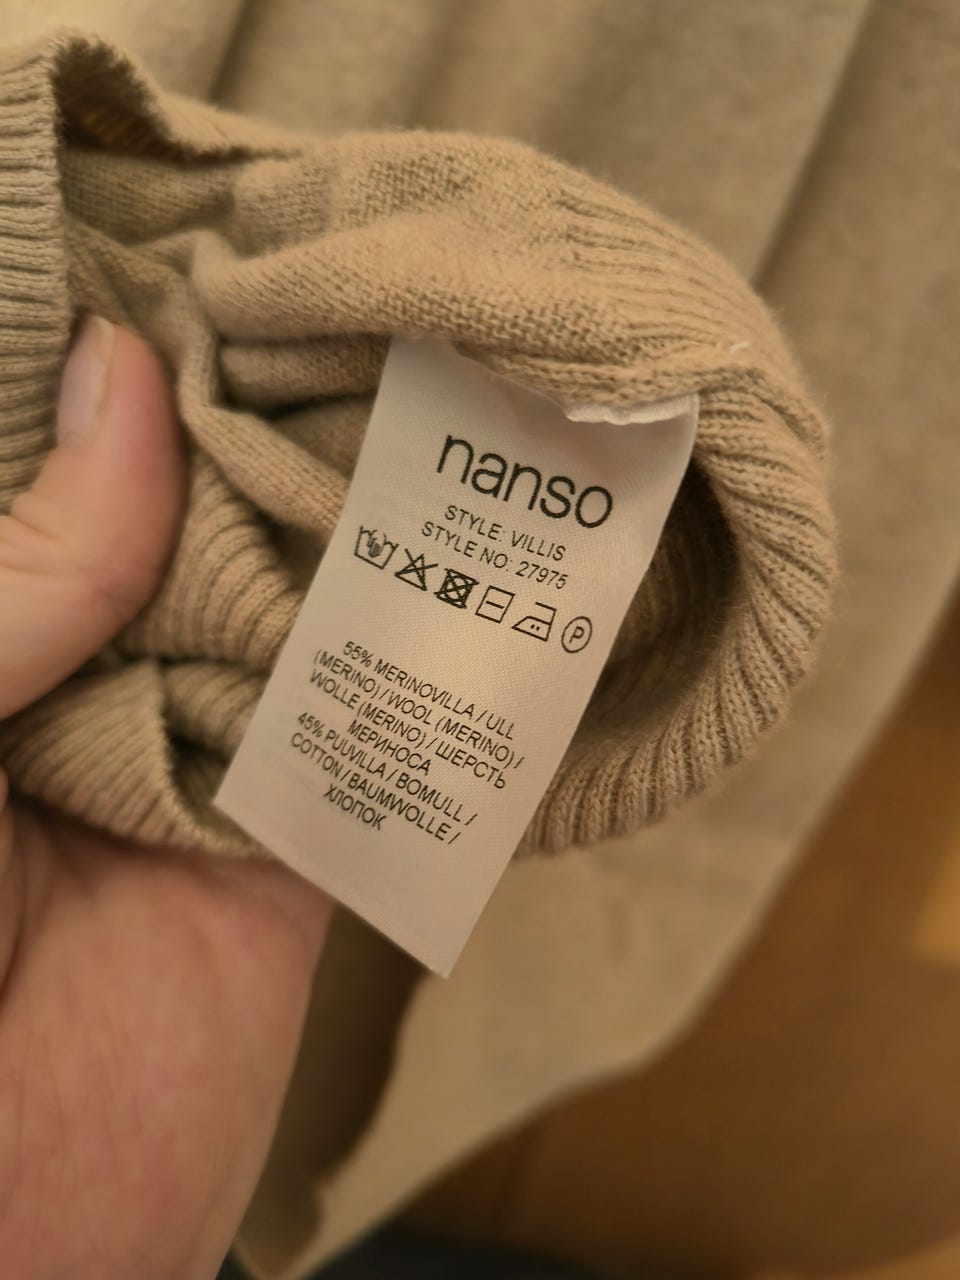 nanso
STYLE: VILLIS
STYLE NO: 27975
P
55% MERINOVILLA / ULL
(MERINO) / WOOL (MERINO) /
WOLLE (MERINO) / ШЕРСТЬ
МЕРИНОСА
45% PUUVILLA / BOMULL /
COTTON / BAUMWOLLE /
ХЛОПОК